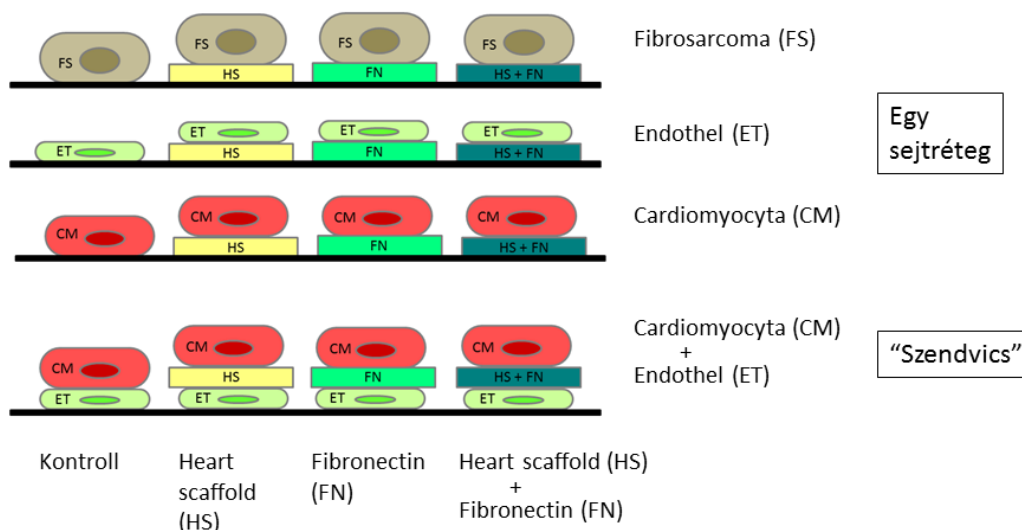 FS FS FS FS Fibrosarcoma (FS)
HS FN HS + FN
ET ET ET ET Endothel (ET)
HS FN HS + FN
Egy
sejtréteg
CM CM CM CM Cardiomyocyta (CM)
HS FN HS + FN
CM CM CM CM Cardiomyocyta (CM)
+
HS FN HS + FN
ET ET ET ET Endothel (ET)
“Szendvics”
Kontroll
Heart
scaffold
(HS)
Fibronectin
(FN)
Heart scaffold (HS)
+
Fibronectin (FN)